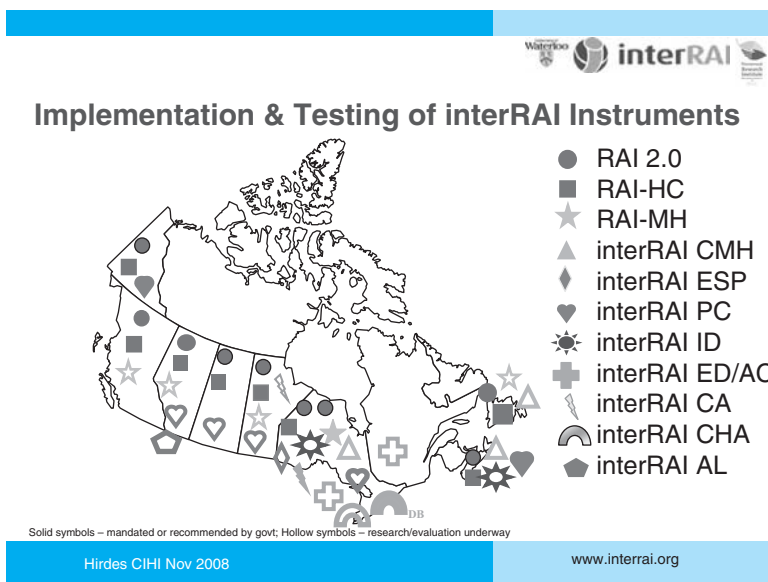 Waterloo
interRAI
Implementation & Testing of interRAI Instruments
RAI 2.0
RAI-HC
RAI-MH
interRAI CMH
interRAI ESP
interRAI PC
interRAI ID
interRAI ED/AC
interRAI CA
interRAI CHA
interRAI AL
DB
Solid symbols – mandated or recommended by govt; Hollow symbols – research/evaluation underway
Hirdes CIHI Nov 2008
www.interrai.org